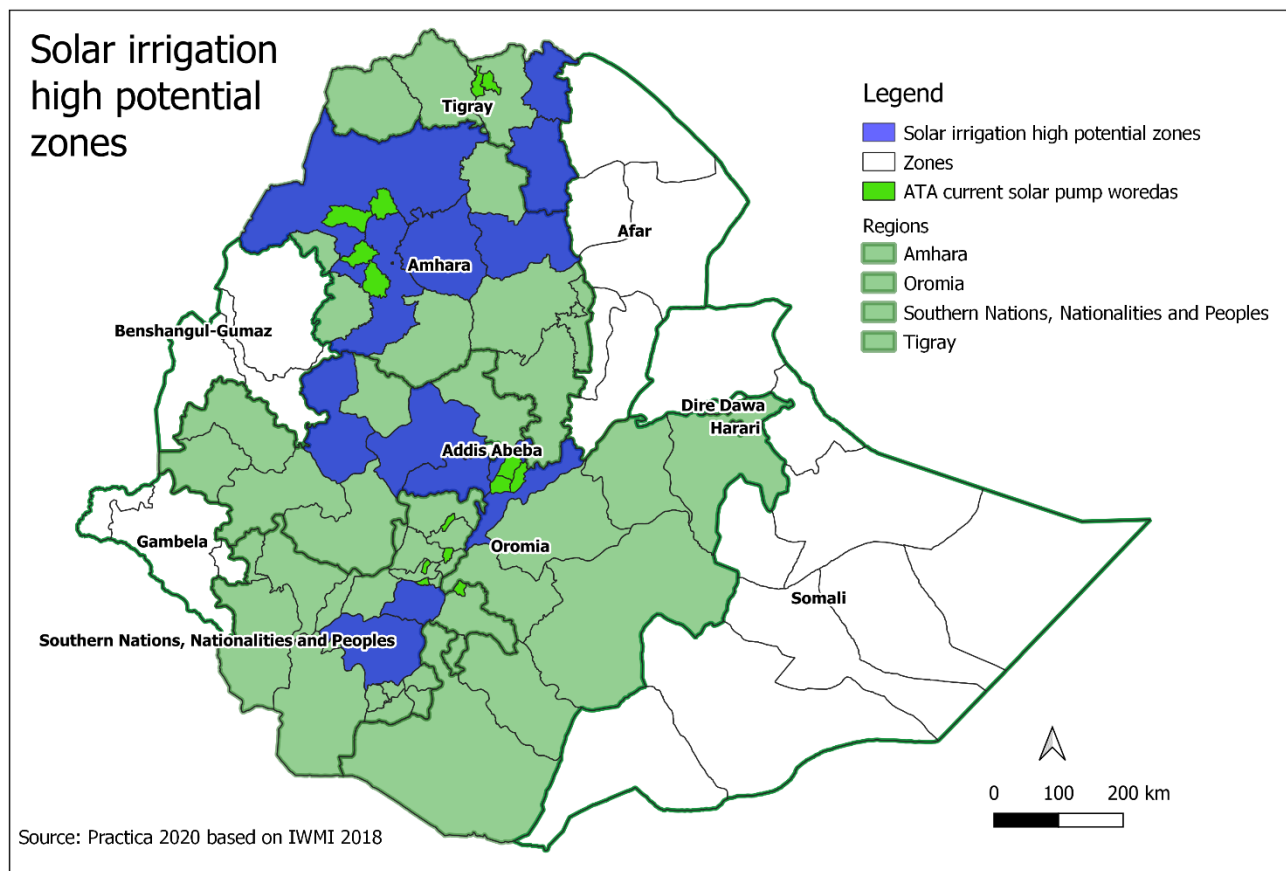 Solar irrigation
high potential
zones
Legend
Solar irrigation high potential zones
Zones
ATA current solar pump woredas
Regions
Amhara
Oromia
Southern Nations, Nationalities and Peoples
Tigray
Tigray
Afar
Amhara
Benshangul-Gumaz
Dire Dawa
Harari
Addis Abeba
Gambela
Oromia
Somali
Southern Nations, Nationalities and Peoples
0 100 200 km
Source: Practica 2020 based on IWMI 2018